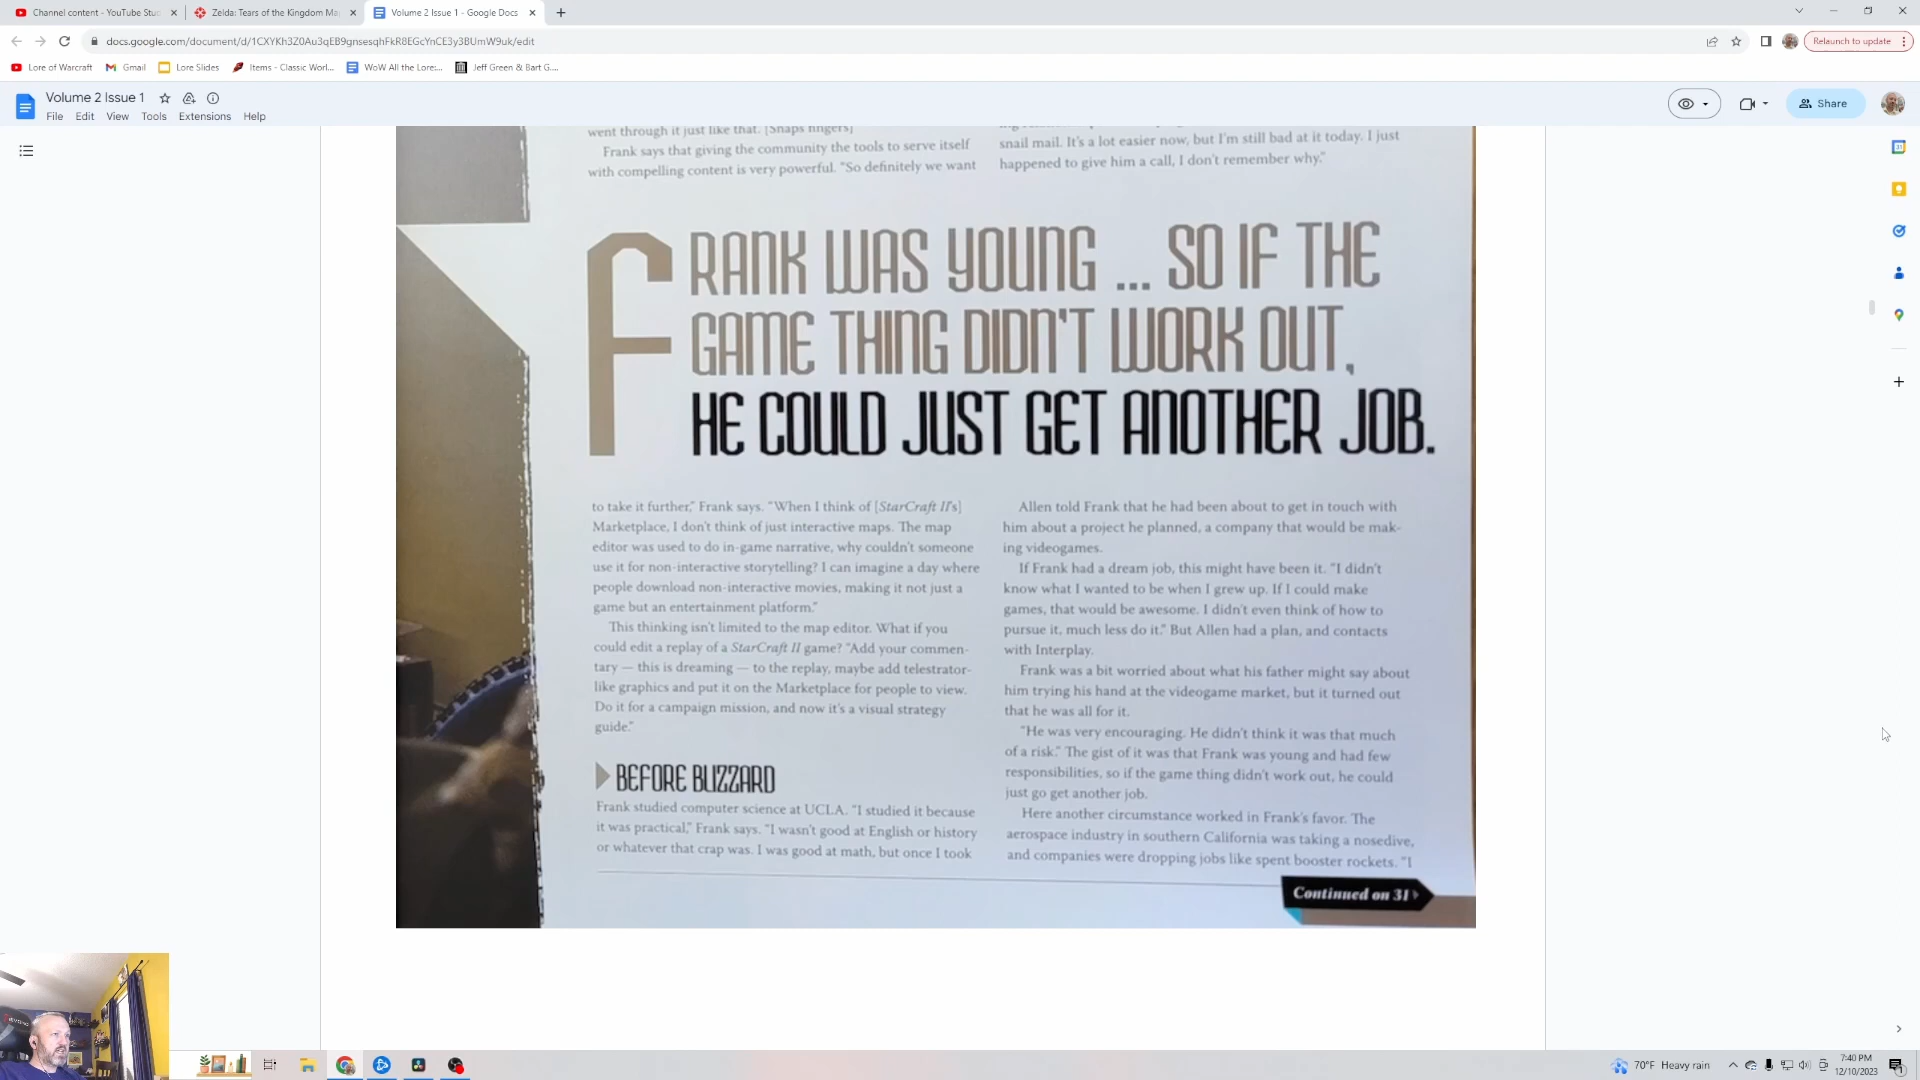 Channel content - YouTube Stu
Zelda: Tears of the Kingdom Ma
Volume 2 Issue 1 - Google Docs
docs.google.com/document/d/1CXYKh3Z0Au3qEB9gnsesqhFkR8EGcYnCE3y3BUmW9uk/edit
Relaunch to update
Lore of Warcraft
Gmail
Lore Slides
Items - Classic Worl...
WoW All the Lore:...
Jeff Green & Bart G....
Volume 2 Issue 1
File Edit View Tools Extensions Help
Share
went through it just like that. [Snaps fingers]
Frank says that giving the community the tools to serve itself
with compelling content is very powerful. "So definitely we want
snail mail. It's a lot easier now, but I'm still bad at it today. I just
happened to give him a call, I don't remember why."
FRANK WAS YOUNG ... SO IF THE
GAME THING DIDN'T WORK OUT,
HE COULD JUST GET ANOTHER JOB.
to take it further," Frank says. "When I think of [StarCraft II's]
Marketplace, I don't think of just interactive maps. The map
editor was used to do in-game narrative, why couldn't someone
use it for non-interactive storytelling? I can imagine a day where
people download non-interactive movies, making it not just a
game but an entertainment platform."
This thinking isn't limited to the map editor. What if you
could edit a replay of a StarCraft II game? "Add your commen-
tary — this is dreaming — to the replay, maybe add telestrator-
like graphics and put it on the Marketplace for people to view.
Do it for a campaign mission, and now it's a visual strategy
guide."
BEFORE BLIZZARD
Frank studied computer science at UCLA. "I studied it because
it was practical," Frank says. "I wasn't good at English or history
or whatever that crap was. I was good at math, but once I took
Allen told Frank that he had been about to get in touch with
him about a project he planned, a company that would be mak-
ing videogames.
If Frank had a dream job, this might have been it. "I didn't
know what I wanted to be when I grew up. If I could make
games, that would be awesome. I didn't even think of how to
pursue it, much less do it." But Allen had a plan, and contacts
with Interplay.
Frank was a bit worried about what his father might say about
him trying his hand at the videogame market, but it turned out
that he was all for it.
"He was very encouraging. He didn't think it was that much
of a risk." The gist of it was that Frank was young and had few
responsibilities, so if the game thing didn't work out, he could
just go get another job.
Here another circumstance worked in Frank's favor. The
aerospace industry in southern California was taking a nosedive,
and companies were dropping jobs like spent booster rockets. "I
Continued on 31
70°F Heavy rain
7:40 PM
12/10/2023